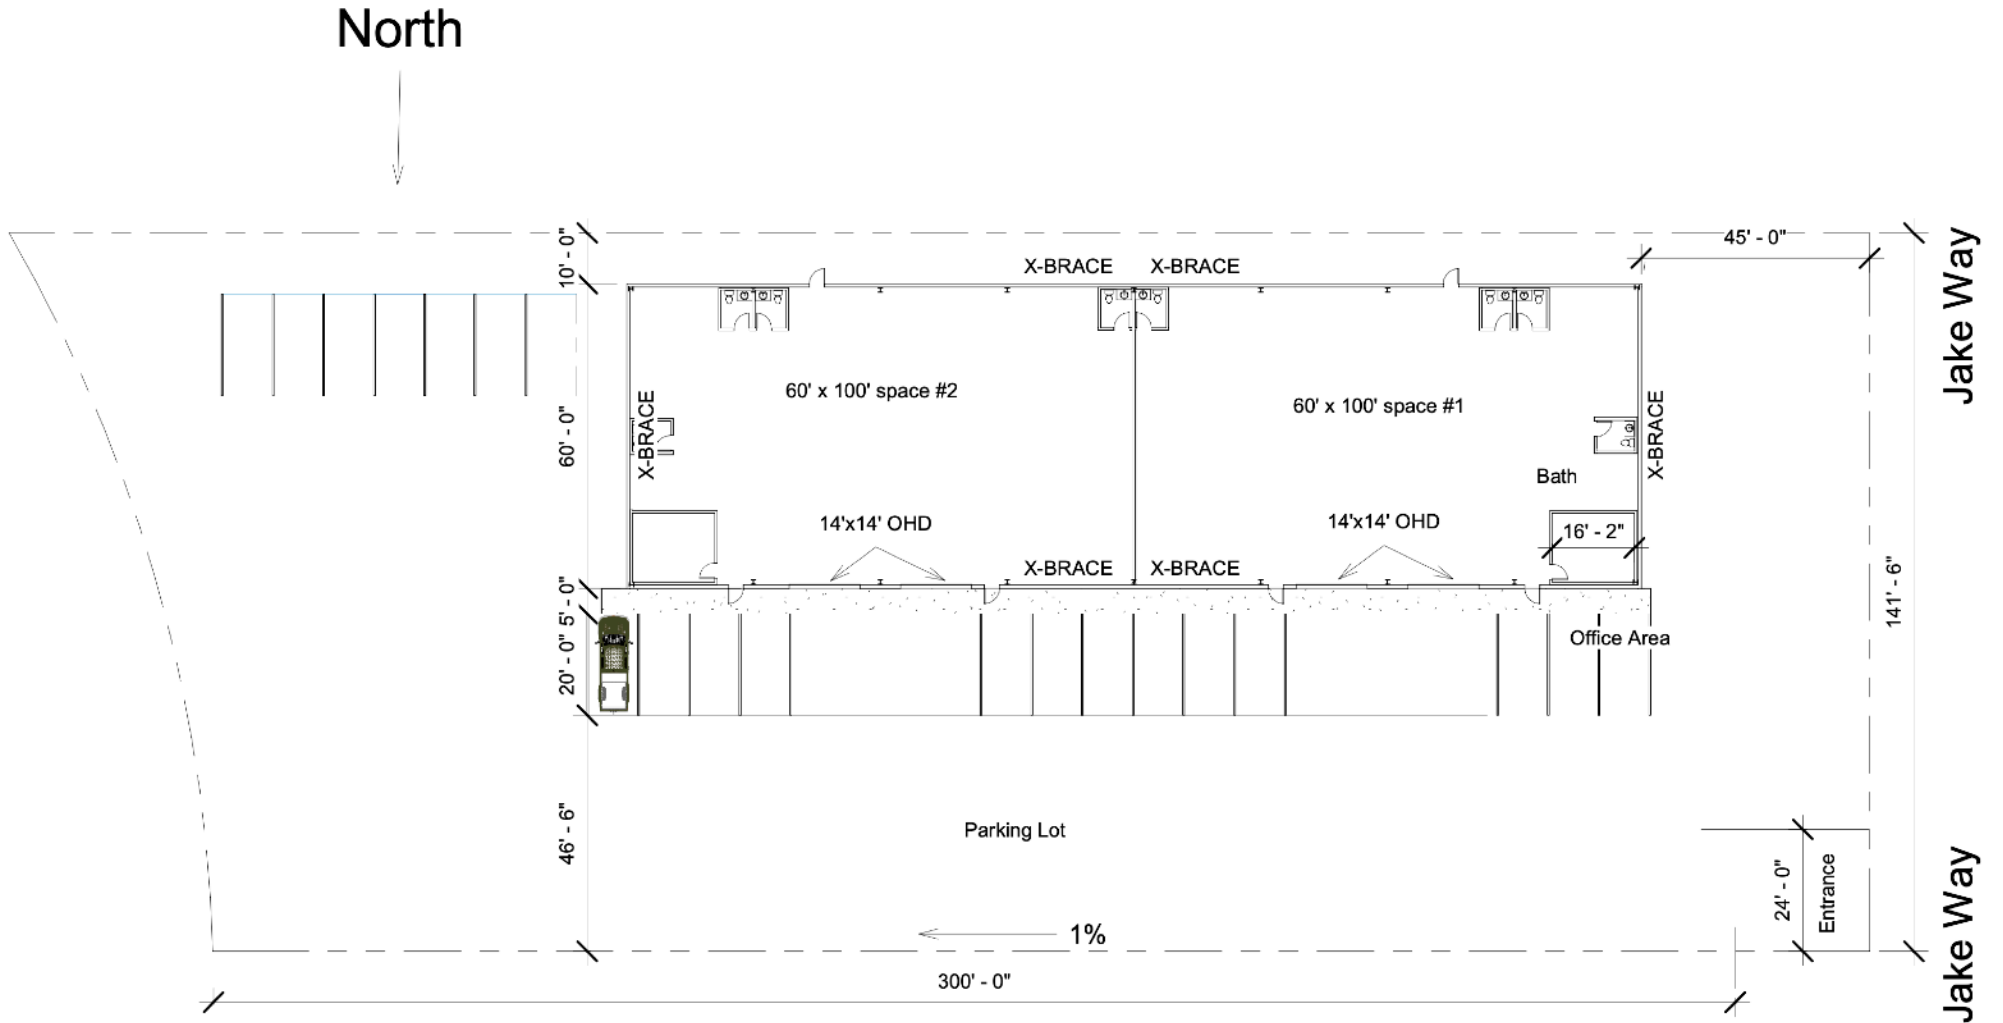 North
Jake Way
45' - 0"
10' - 0"
X-BRACE X-BRACE
60' x 100' space #2
60' x 100' space #1
X-BRACE
X-BRACE
60' - 0"
Bath
14'x14' OHD
14'x14' OHD
16' - 2"
X-BRACE X-BRACE
5' - 0"
141' - 6"
Office Area
20' - 0"
Parking Lot
46' - 6"
24' - 0"
Entrance
1%
Jake Way
300' - 0"